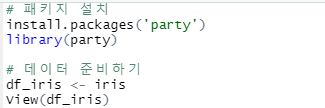 # 패키지 설치
install.packages('party')
library(party)
# 데이터 준비하기
df_iris <- iris
View(df_iris)